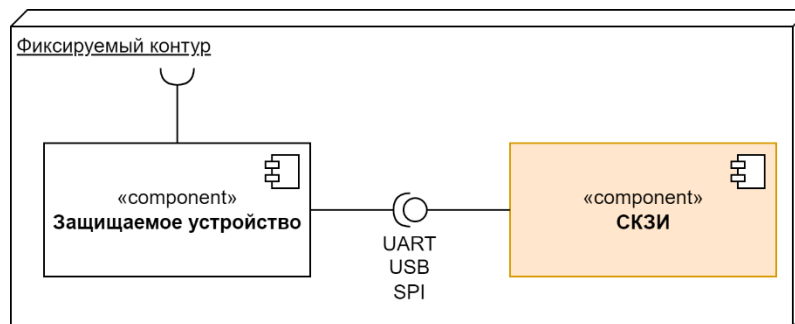 Фиксируемый контур
«component»
Защищаемое устройство
UART
USB
SPI
«component»
СКЗИ